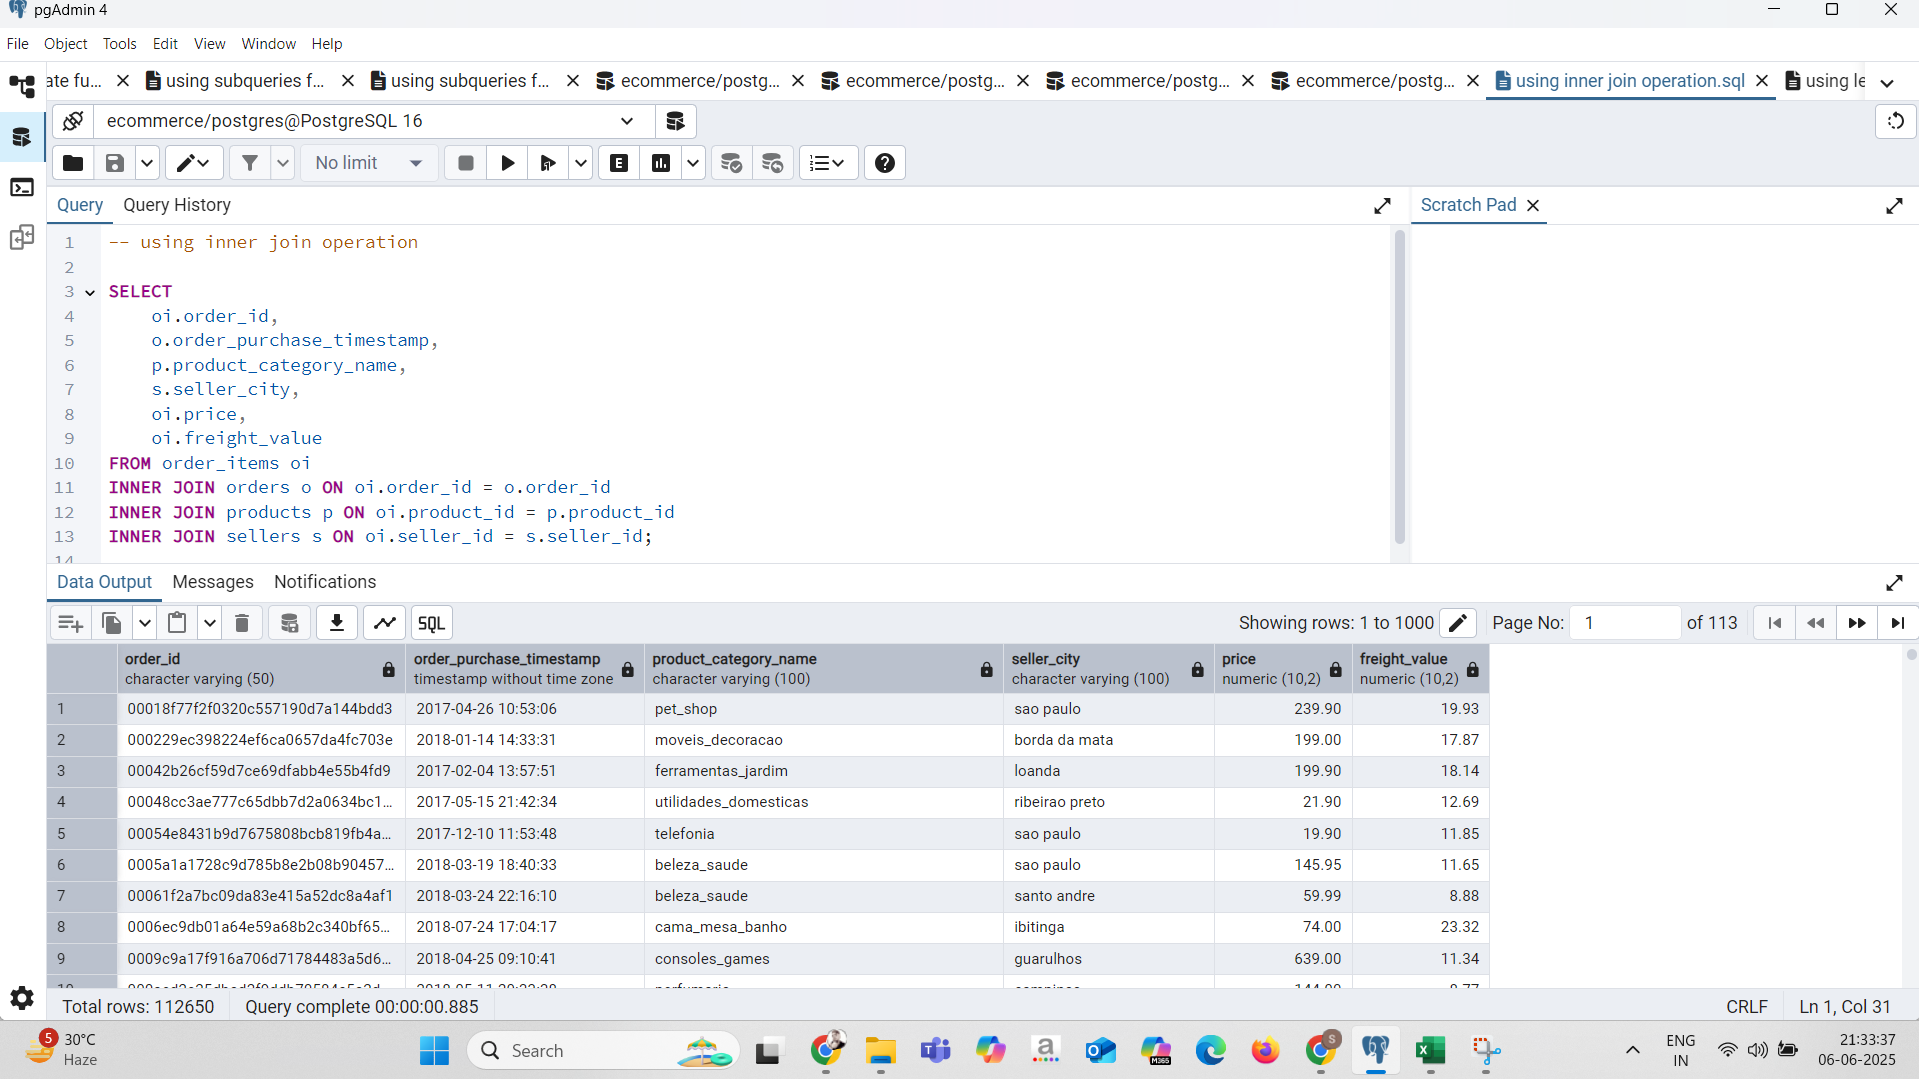 pgAdmin 4
File Object Tools Edit View Window Help
ate fu... using subqueries f... using subqueries f... ecommerce/postg... ecommerce/postg... ecommerce/postg... ecommerce/postg... using inner join operation.sql using le
ecommerce/postgres@PostgreSQL 16
No limit E
Query Query History Scratch Pad
1 -- using inner join operation
2
3 SELECT
4 oi.order_id,
5 o.order_purchase_timestamp,
6 p.product_category_name,
7 s.seller_city,
8 oi.price,
9 oi.freight_value
10 FROM order_items oi
11 INNER JOIN orders o ON oi.order_id = o.order_id
12 INNER JOIN products p ON oi.product_id = p.product_id
13 INNER JOIN sellers s ON oi.seller_id = s.seller_id;
14
Data Output Messages Notifications
SQL Showing rows: 1 to 1000 Page No: 1 of 113
order_id order_purchase_timestamp product_category_name seller_city price freight_value
character varying (50) timestamp without time zone character varying (100) character varying (100) numeric (10,2) numeric (10,2)
1 00018f77f2f0320c557190d7a144bdd3 2017-04-26 10:53:06 pet_shop sao paulo 239.90 19.93
2 000229ec398224ef6ca0657da4fc703e 2018-01-14 14:33:31 moveis_decoracao borda da mata 199.00 17.87
3 00042b26cf59d7ce69dfabb4e55b4fd9 2017-02-04 13:57:51 ferramentas_jardim loanda 199.90 18.14
4 00048cc3ae777c65dbb7d2a0634bc1... 2017-05-15 21:42:34 utilidades_domesticas ribeirao preto 21.90 12.69
5 00054e8431b9d7675808bcb819fb4a... 2017-12-10 11:53:48 telefonia sao paulo 19.90 11.85
6 0005a1a1728c9d785b8e2b08b90457... 2018-03-19 18:40:33 beleza_saude sao paulo 145.95 11.65
7 00061f2a7bc09da83e415a52dc8a4af1 2018-03-24 22:16:10 beleza_saude santo andre 59.99 8.88
8 0006ec9db01a64e59a68b2c340bf65... 2018-07-24 17:04:17 cama_mesa_banho ibitinga 74.00 23.32
9 0009c9a17f916a706d71784483a5d6... 2018-04-25 09:10:41 consoles_games guarulhos 639.00 11.34
Total rows: 112650 Query complete 00:00:00.885 CRLF Ln 1, Col 31
5 30°C Search ENG 21:33:37
Haze M365 IN 06-06-2025